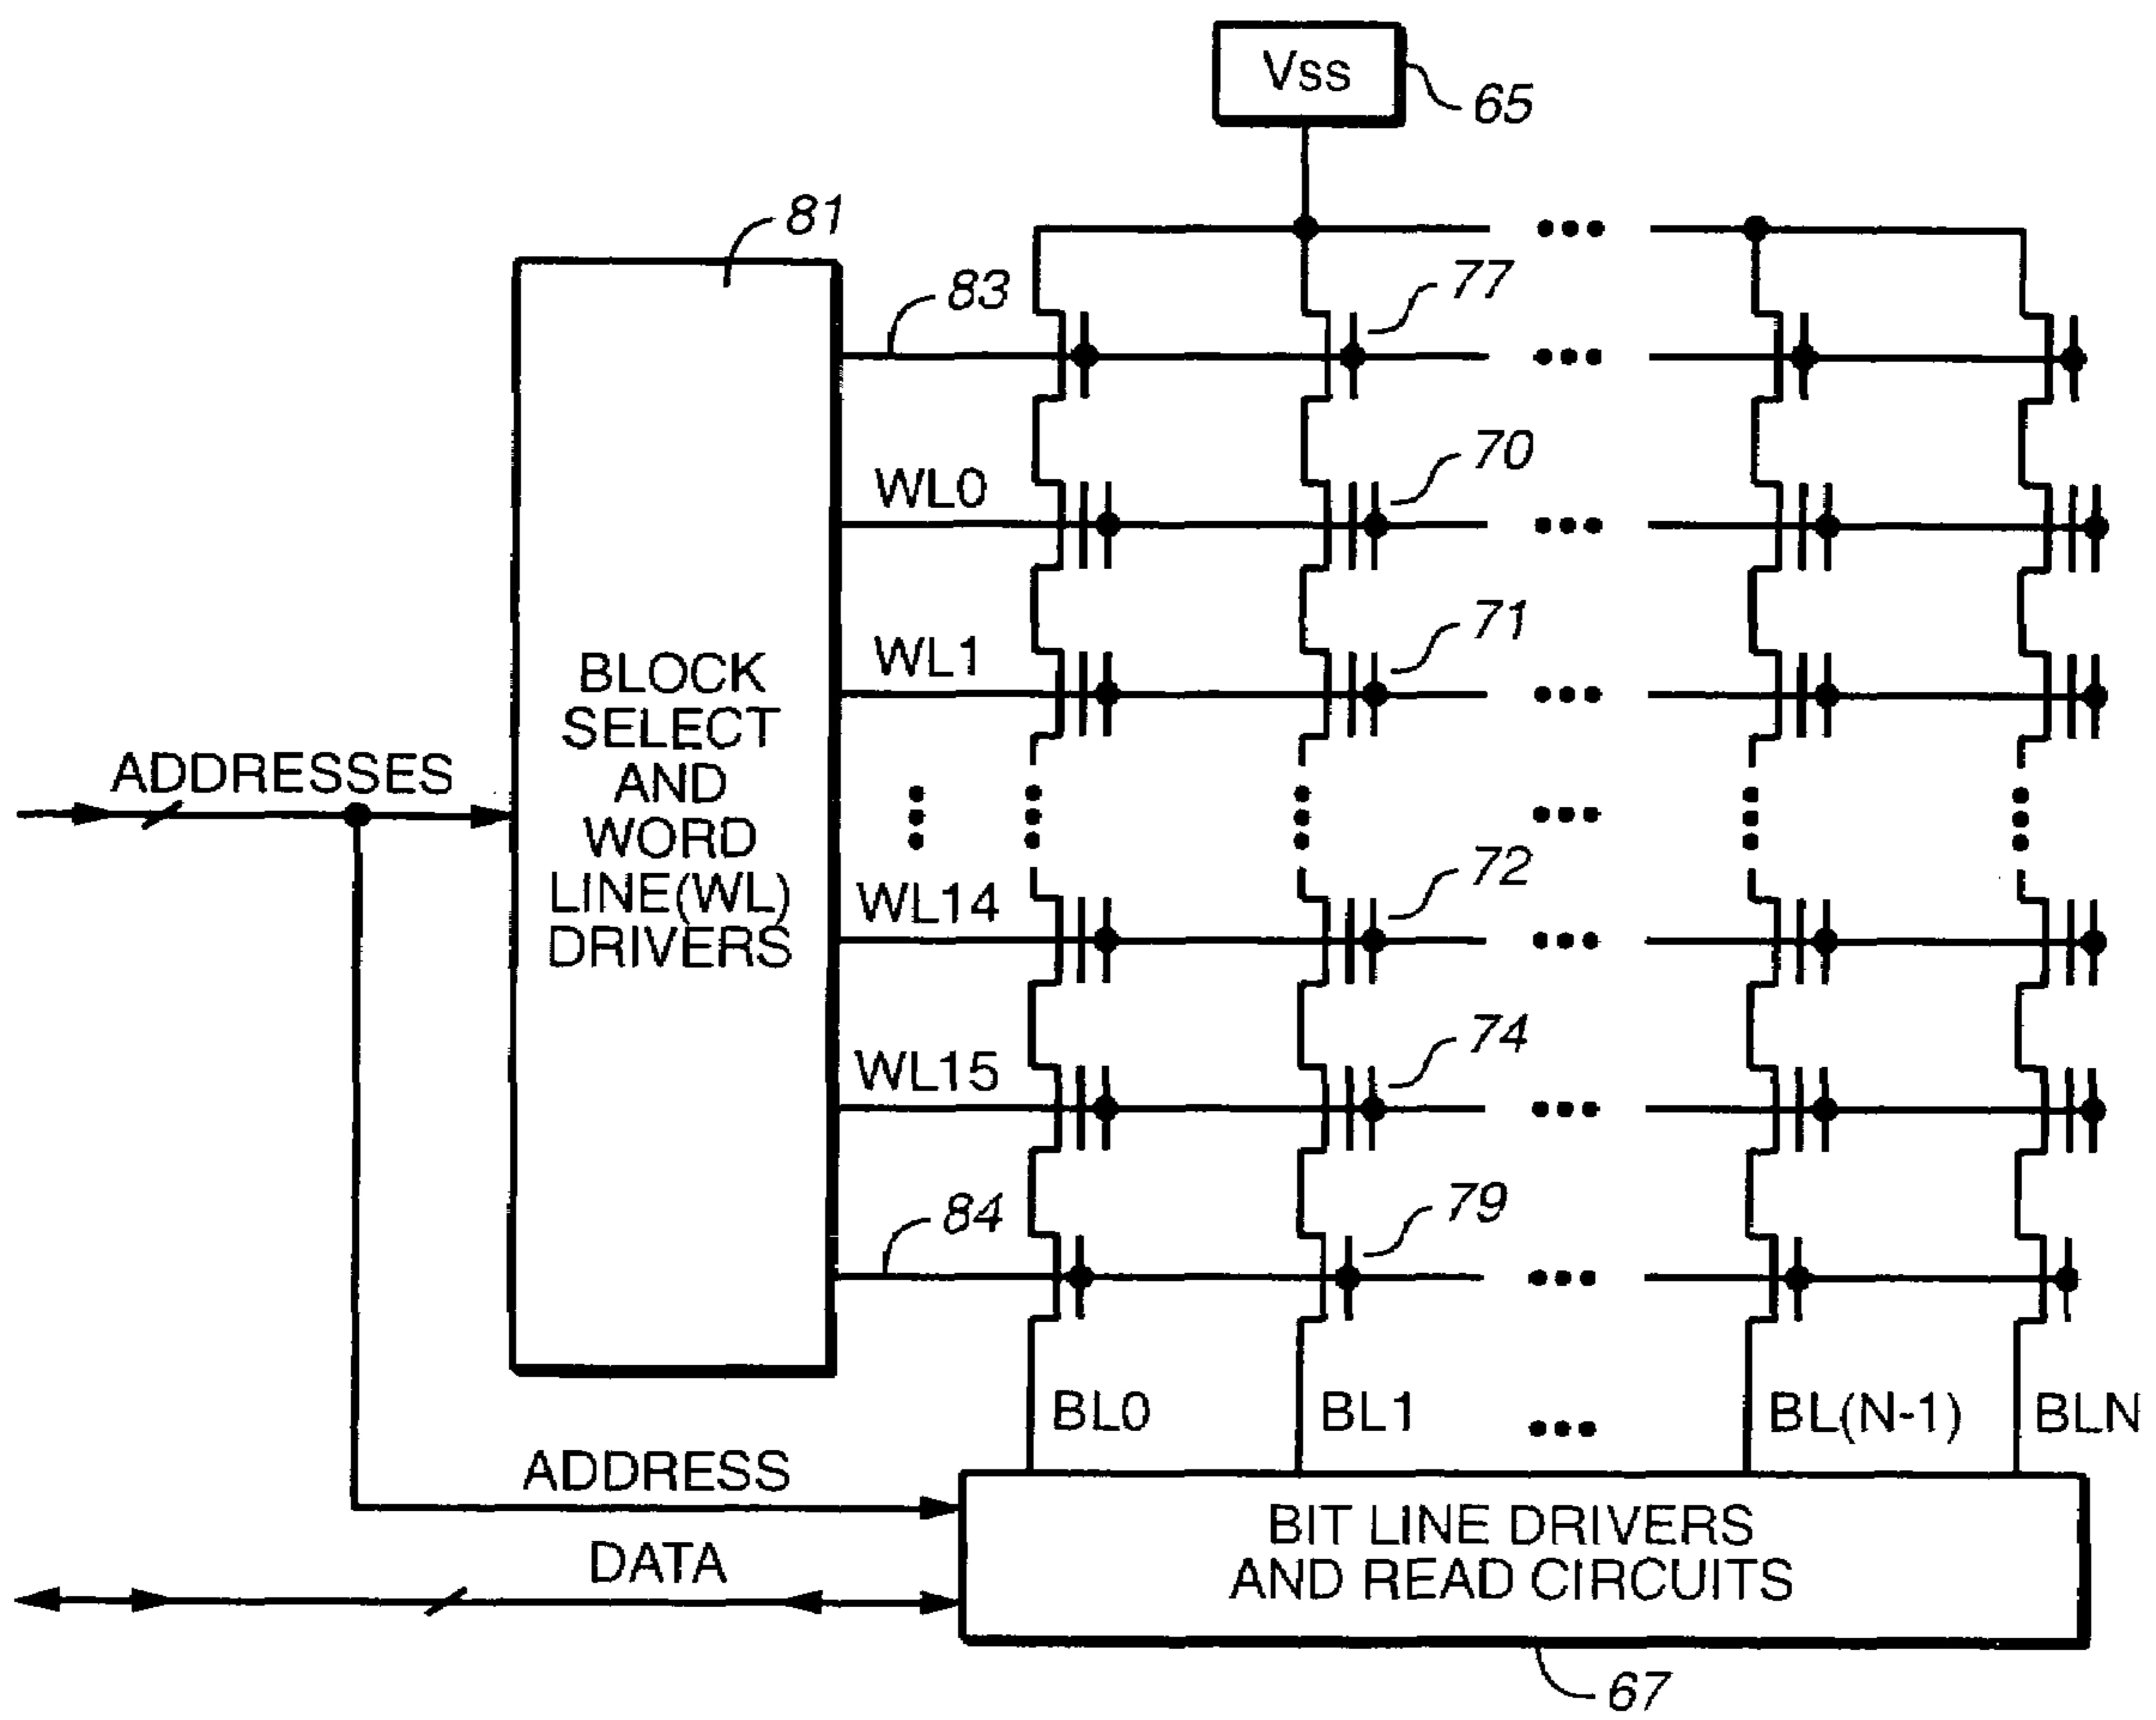 Vss
65
81
83
77
WL0
70
WL1
71
ADDRESSES
BLOCK
SELECT
AND
WORD
LINE(WL)
DRIVERS
WL14
72
WL15
74
84
79
BL0
BL1
BL(N-1)
BLN
ADDRESS
DATA
BIT LINE DRIVERS
AND READ CIRCUITS
67